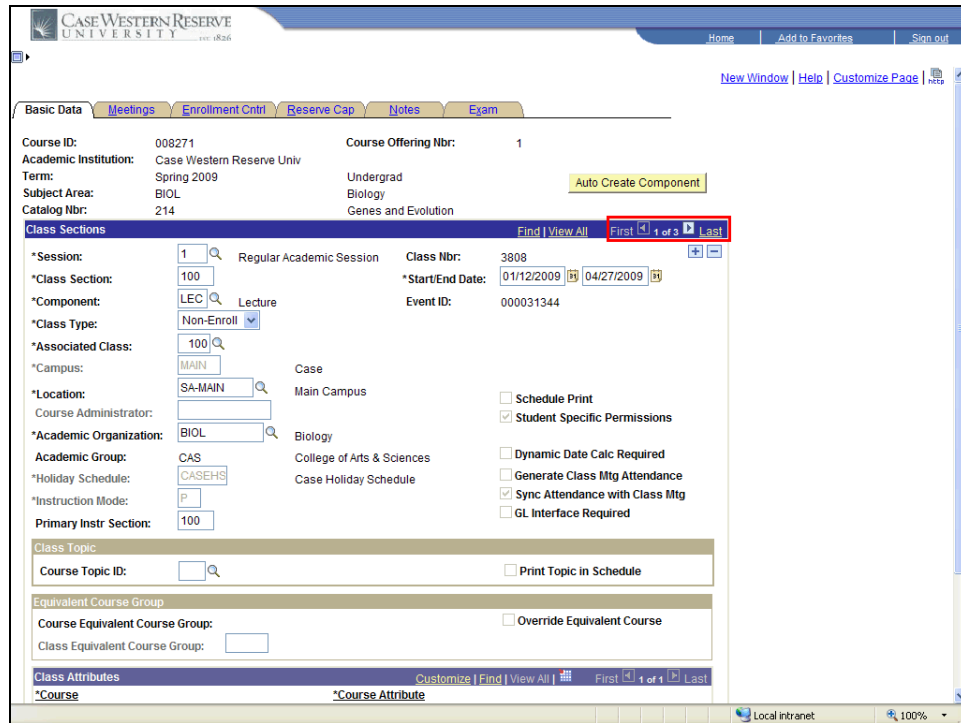 CASE WESTERN RESERVE
UNIVERSITY EST 1826
Home | Add to Favorites | Sign out
New Window | Help | Customize Page | http
Basic Data Meetings Enrollment Cntrl Reserve Cap Notes Exam
Course ID: 008271 Course Offering Nbr: 1
Academic Institution: Case Western Reserve Univ
Term: Spring 2009 Undergrad
Auto Create Component
Subject Area: BIOL Biology
Catalog Nbr: 214 Genes and Evolution
Class Sections Find | View All First 1 of 3 Last
*Session: 1 Regular Academic Session Class Nbr: 3808
*Class Section: 100 *Start/End Date: 01/12/2009 04/27/2009
*Component: LEC Lecture Event ID: 000031344
*Class Type: Non-Enroll
*Associated Class: 100
*Campus: MAIN Case
*Location: SA-MAIN Main Campus Schedule Print
Course Administrator: Student Specific Permissions
*Academic Organization: BIOL Biology
Academic Group: CAS College of Arts & Sciences Dynamic Date Calc Required
*Holiday Schedule: CASEHS Case Holiday Schedule Generate Class Mtg Attendance
*Instruction Mode: P Sync Attendance with Class Mtg
Primary Instr Section: 100 GL Interface Required
Class Topic
Course Topic ID: Print Topic in Schedule
Equivalent Course Group
Course Equivalent Course Group: Override Equivalent Course
Class Equivalent Course Group:
Class Attributes Customize | Find | View All | First 1 of 1 Last
*Course *Course Attribute
Local intranet 100%